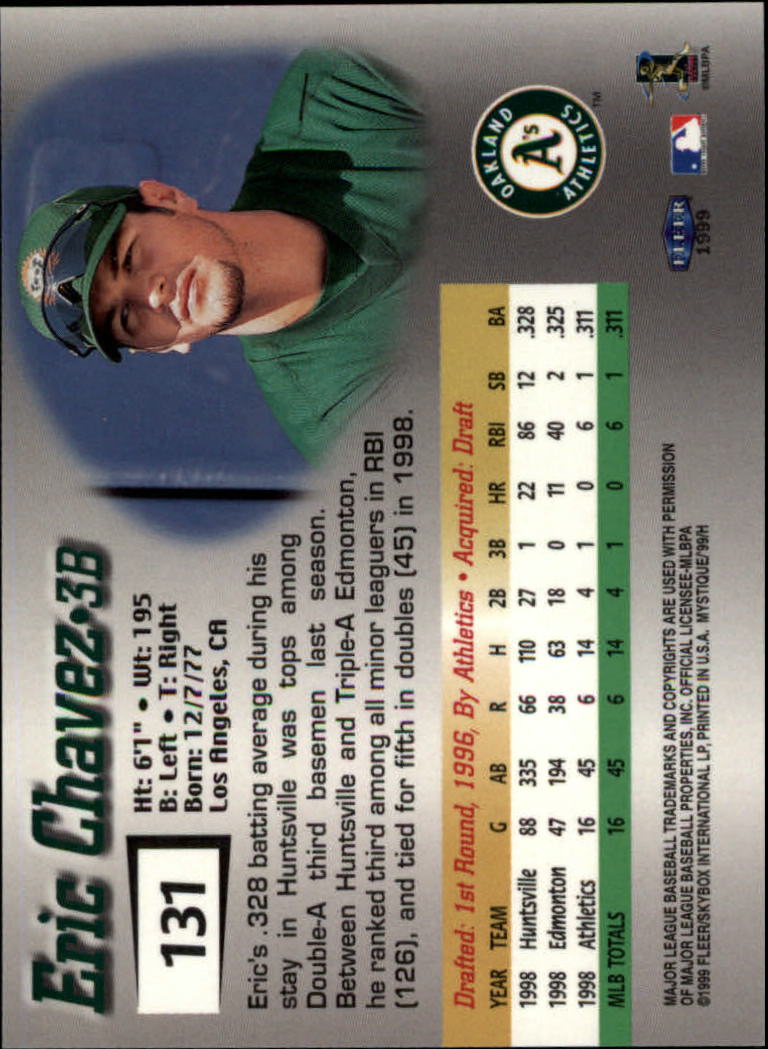 Eric Chavez•3B
131
Ht: 6'1" • Wt: 195
B: Left • T: Right
Born: 12/7/77
Los Angeles, CA
Eric's .328 batting average during his
stay in Huntsville was tops among
Double-A third basemen last season.
Between Huntsville and Triple-A Edmonton,
he ranked third among all minor leaguers in RBI
(126), and tied for fifth in doubles (45) in 1998.
Drafted: 1st Round, 1996, By Athletics • Acquired: Draft
YEAR TEAM G AB R H 2B 3B HR RBI SB BA
1998 Huntsville 88 335 66 110 27 1 22 86 12 .328
1998 Edmonton 47 194 38 63 18 0 11 40 2 .325
1998 Athletics 16 45 6 14 4 1 0 6 1 .311
MLB TOTALS 16 45 6 14 4 1 0 6 1 .311
OAKLAND
A's
ATHLETICS
TM
MAJOR LEAGUE BASEBALL TRADEMARKS AND COPYRIGHTS ARE USED WITH PERMISSION
OF MAJOR LEAGUE BASEBALL PROPERTIES, INC. OFFICIAL LICENSEE-MLBPA
©1999 FLEER/SKYBOX INTERNATIONAL LP, PRINTED IN U.S.A. MYSTIQUE/'99/H
FLEER
1999
©MLBPA